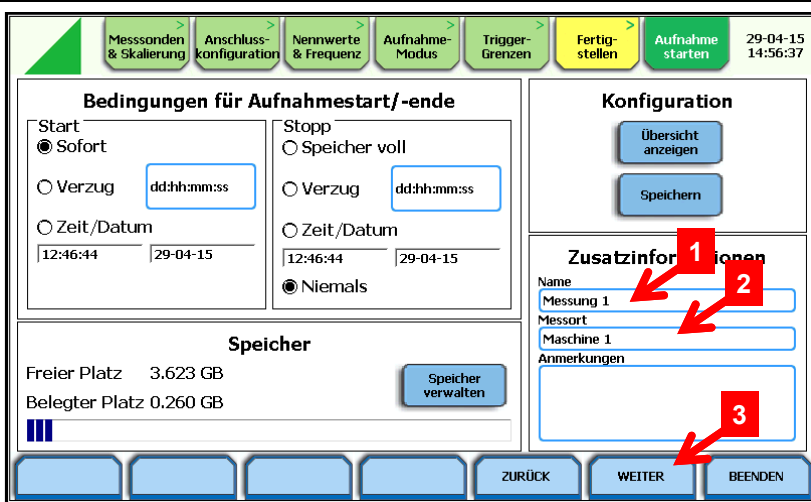 Messsonden
& Skalierung
Anschluss-
konfiguration
Nennwerte
& Frequenz
Aufnahme-
Modus
Trigger-
Grenzen
Fertig-
stellen
Aufnahme
starten
29-04-15
14:56:37
Bedingungen für Aufnahmestart/-ende
Start
Sofort
Verzug dd:hh:mm:ss
Zeit/Datum
12:46:44 29-04-15
Stopp
Speicher voll
Verzug dd:hh:mm:ss
Zeit/Datum
12:46:44 29-04-15
Niemals
Konfiguration
Übersicht
anzeigen
Speichern
Zusatzinformationen
1
Name
Messung 1
2
Messort
Maschine 1
Anmerkungen
3
Speicher
Freier Platz 3.623 GB
Belegter Platz 0.260 GB
Speicher
verwalten
ZURÜCK WEITER BEENDEN